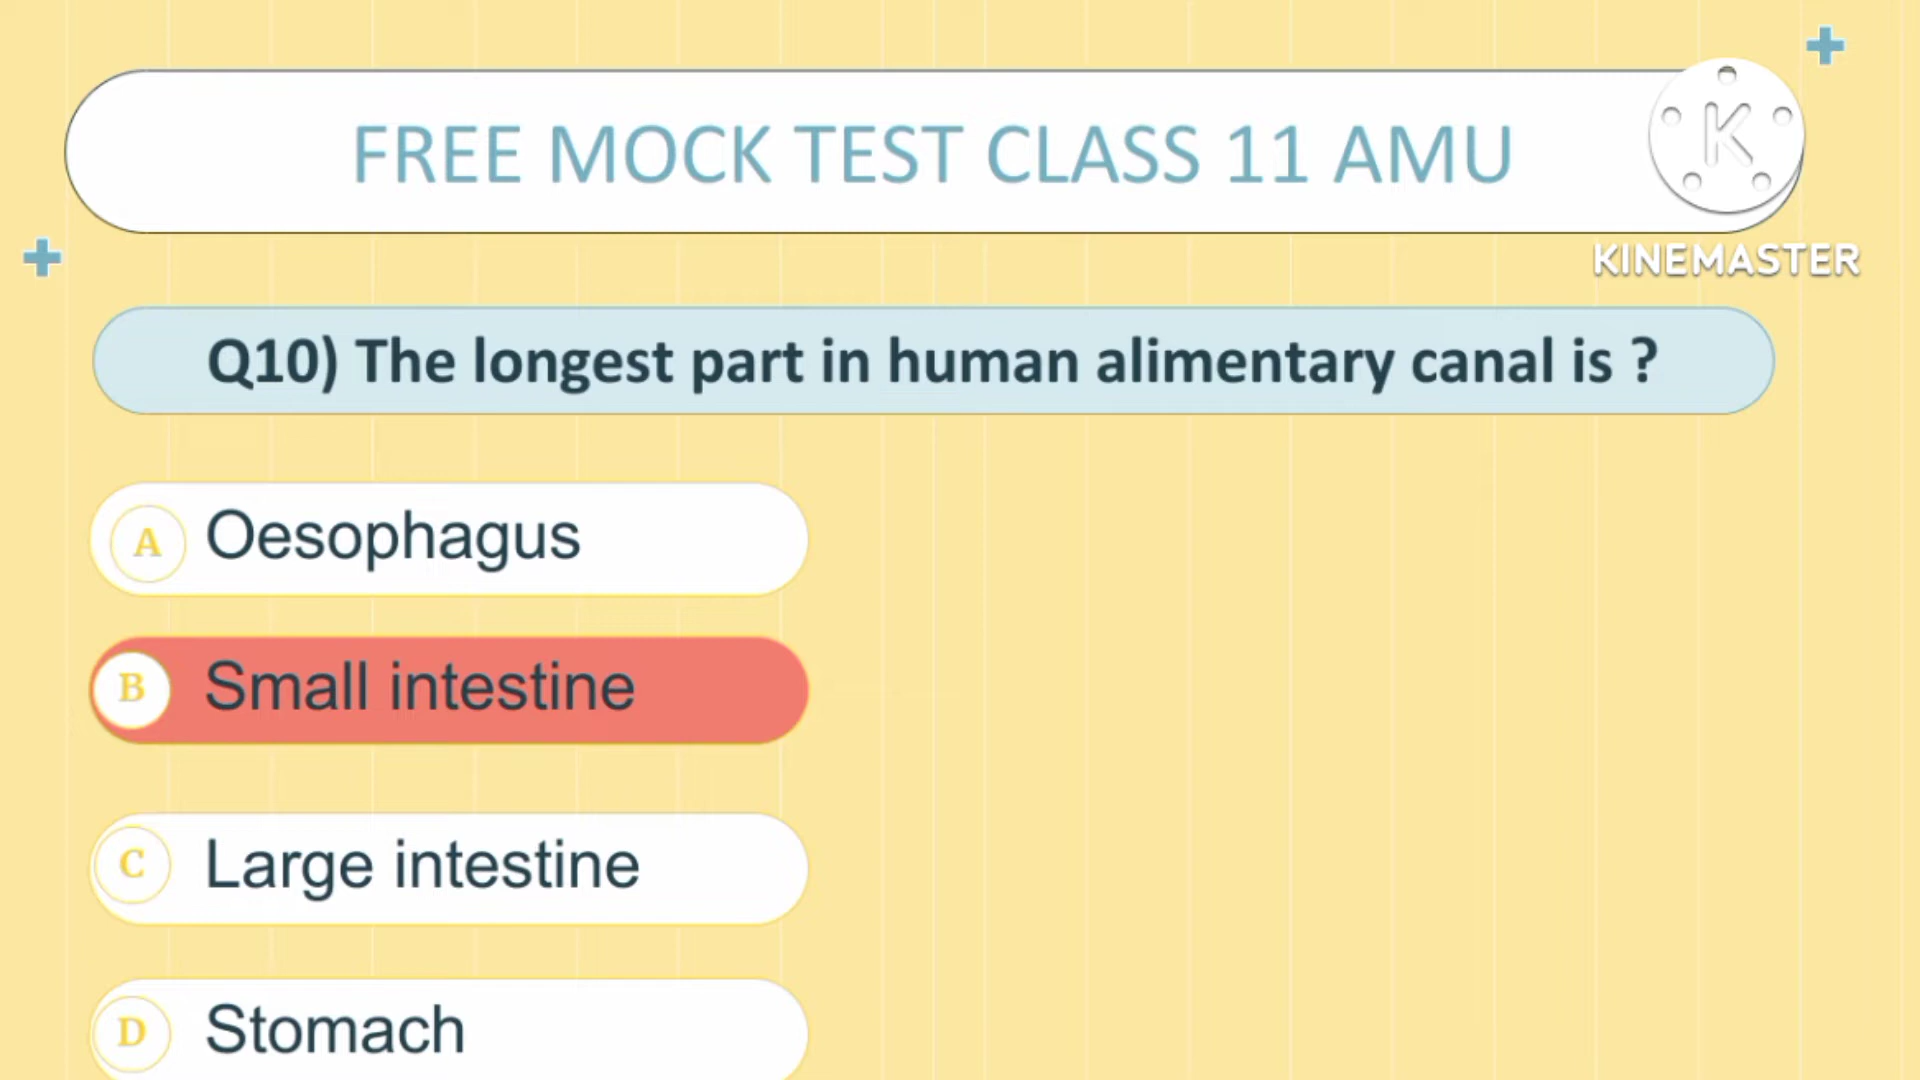 FREE MOCK TEST CLASS 11 AMU
K
KINEMASTER
Q10) The longest part in human alimentary canal is ?
A Oesophagus
B Small intestine
C Large intestine
D Stomach